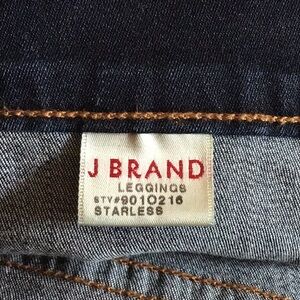 J BRAND
LEGGINGS
STY#9010216
STARLESS